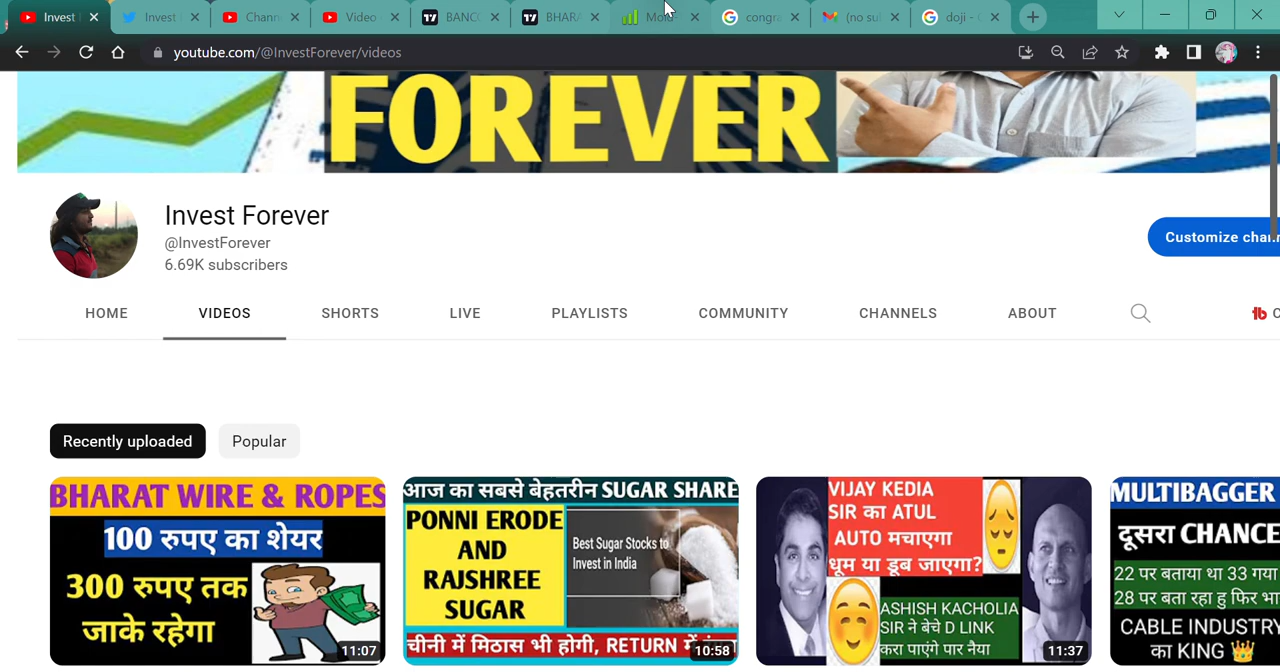 Invest
Invest
Chann
Video
BANC
BHARA
congra
(no su
doji - G
youtube.com/@InvestForever/videos
FOREVER
Invest Forever
@InvestForever
6.69K subscribers
Customize chan
HOME
VIDEOS
SHORTS
LIVE
PLAYLISTS
COMMUNITY
CHANNELS
ABOUT
Recently uploaded
Popular
BHARAT WIRE & ROPES
100 रुपए का शेयर
300 रुपए तक
जाके रहेगा
11:07
आज का सबसे बेहतरीन SUGAR SHARE
PONNI ERODE
AND
RAJSHREE
SUGAR
Best Sugar Stocks to
Invest in India
चीनी में मिठास भी होगी, RETURN में
10:58
VIJAY KEDIA
SIR का ATUL
AUTO मचाएगा
धूम या डूब जाएगा?
ASHISH KACHOLIA
SIR ने बेचे D LINK
करा पाएंगे पार नैया
11:37
MULTIBAGGER
दूसरा CHANCE
22 पर बताया था 33 गया
28 पर बता रहा हु फिर भा
CABLE INDUSTRY
का KING